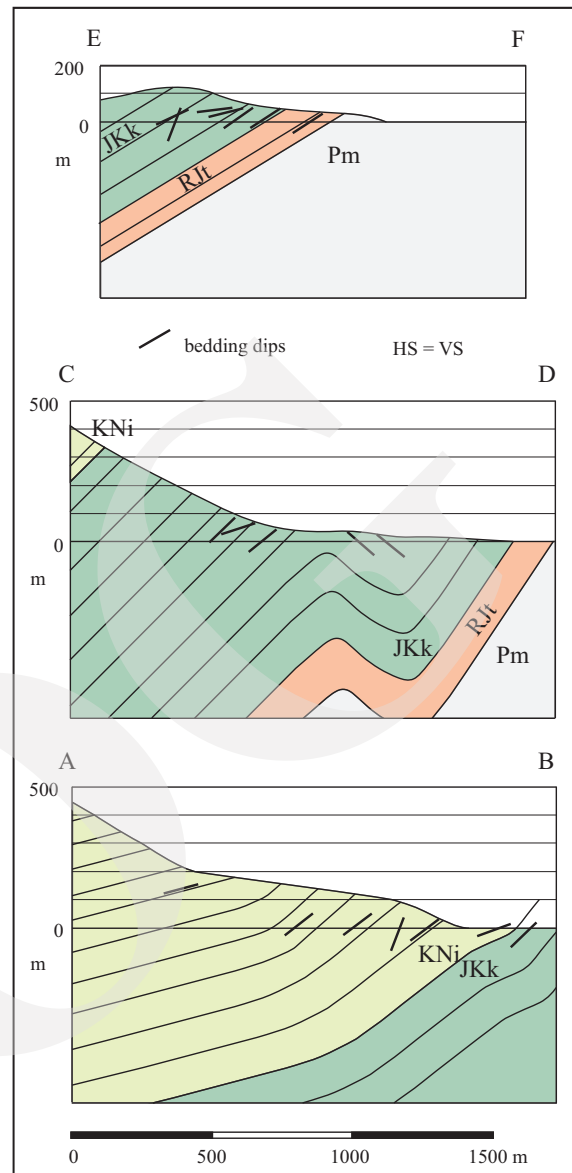 E F
200
0
m
JKk
RJt
Pm
bedding dips HS = VS
C D
500
KNi
0
m
JKk
RJt
Pm
A B
500
0
m
KNi
JKk
0 500 1000 1500 m